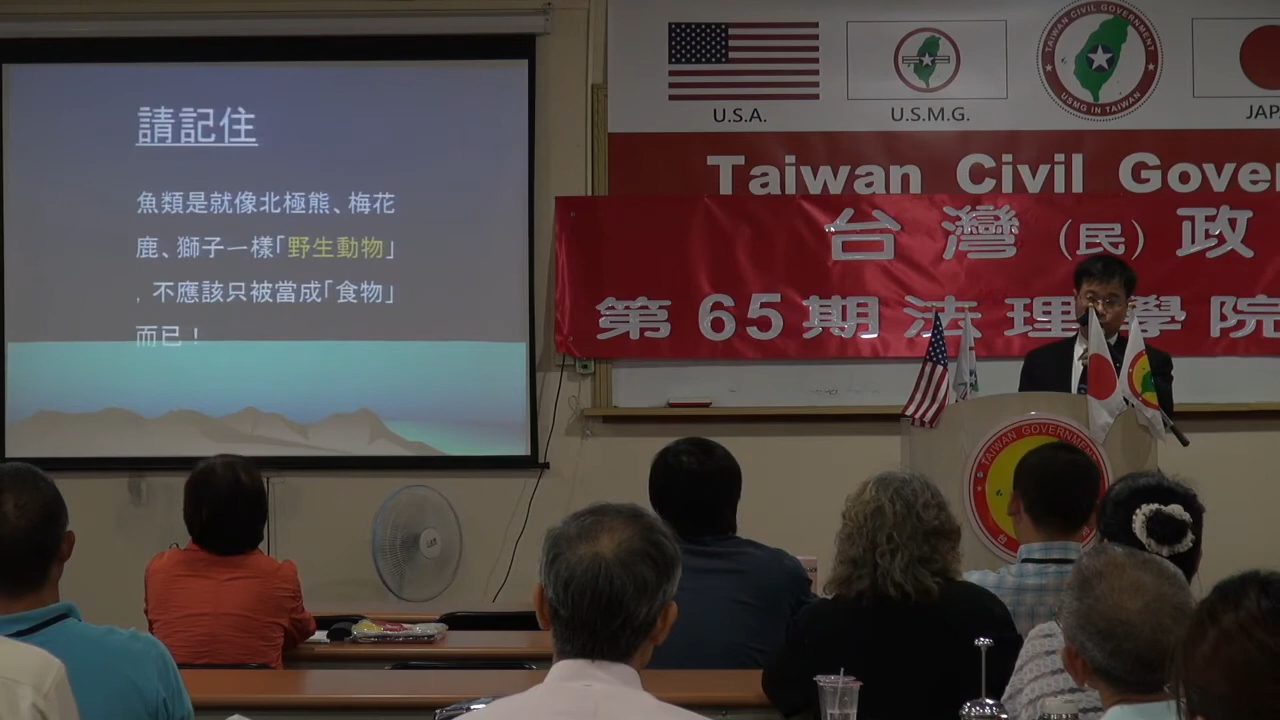 請記住
魚類是就像北極熊、梅花
鹿、獅子一樣「野生動物」
，不應該只被當成「食物」
而已！
U.S.A.
U.S.M.G.
TAIWAN CIVIL GOVERNMENT
USMG IN TAIWAN
JAPA
Taiwan Civil Gover
台灣（民）政
第65期法理學院
TAIWAN GOVERNMENT